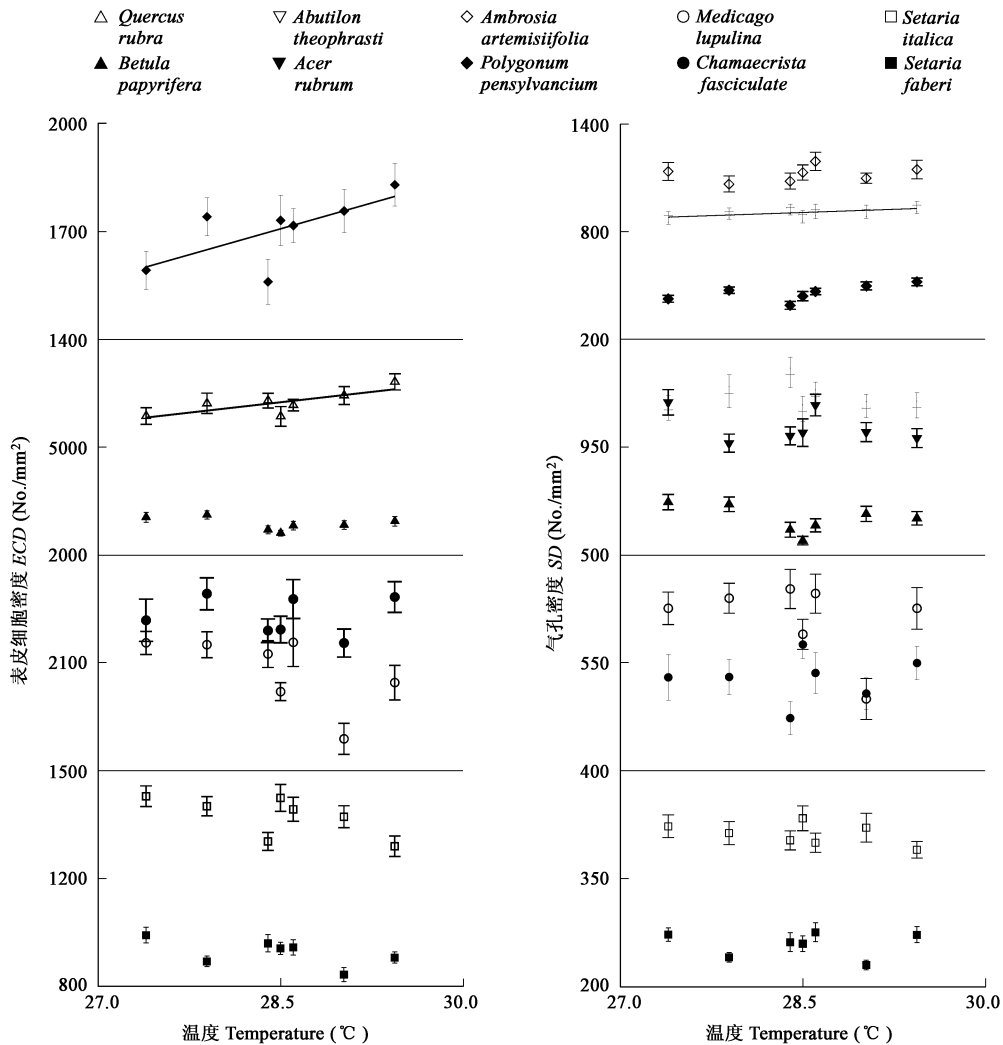 Quercus Abutilon Ambrosia Medicago Setaria
rubra theophrasti artemisiifolia lupulina italica
Betula Acer Polygonum Chamaecrista Setaria
papyrifera rubrum pensylvancium fasciculate faberi
2000
1700
1400
5000
2000
2100
1500
1200
800
27.0 28.5 30.0
表皮细胞密度 ECD (No./mm²)
温度 Temperature (℃)
1400
800
200
950
500
550
400
350
200
27.0 28.5 30.0
气孔密度 SD (No./mm²)
温度 Temperature (℃)